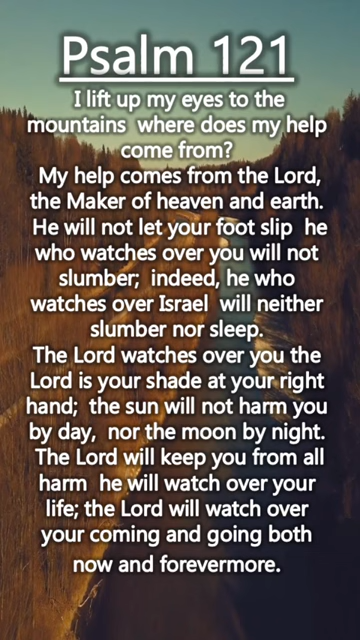 Psalm 121
I lift up my eyes to the
mountains where does my help
come from?
My help comes from the Lord,
the Maker of heaven and earth.
He will not let your foot slip he
who watches over you will not
slumber; indeed, he who
watches over Israel will neither
slumber nor sleep.
The Lord watches over you the
Lord is your shade at your right
hand; the sun will not harm you
by day, nor the moon by night.
The Lord will keep you from all
harm he will watch over your
life; the Lord will watch over
your coming and going both
now and forevermore.